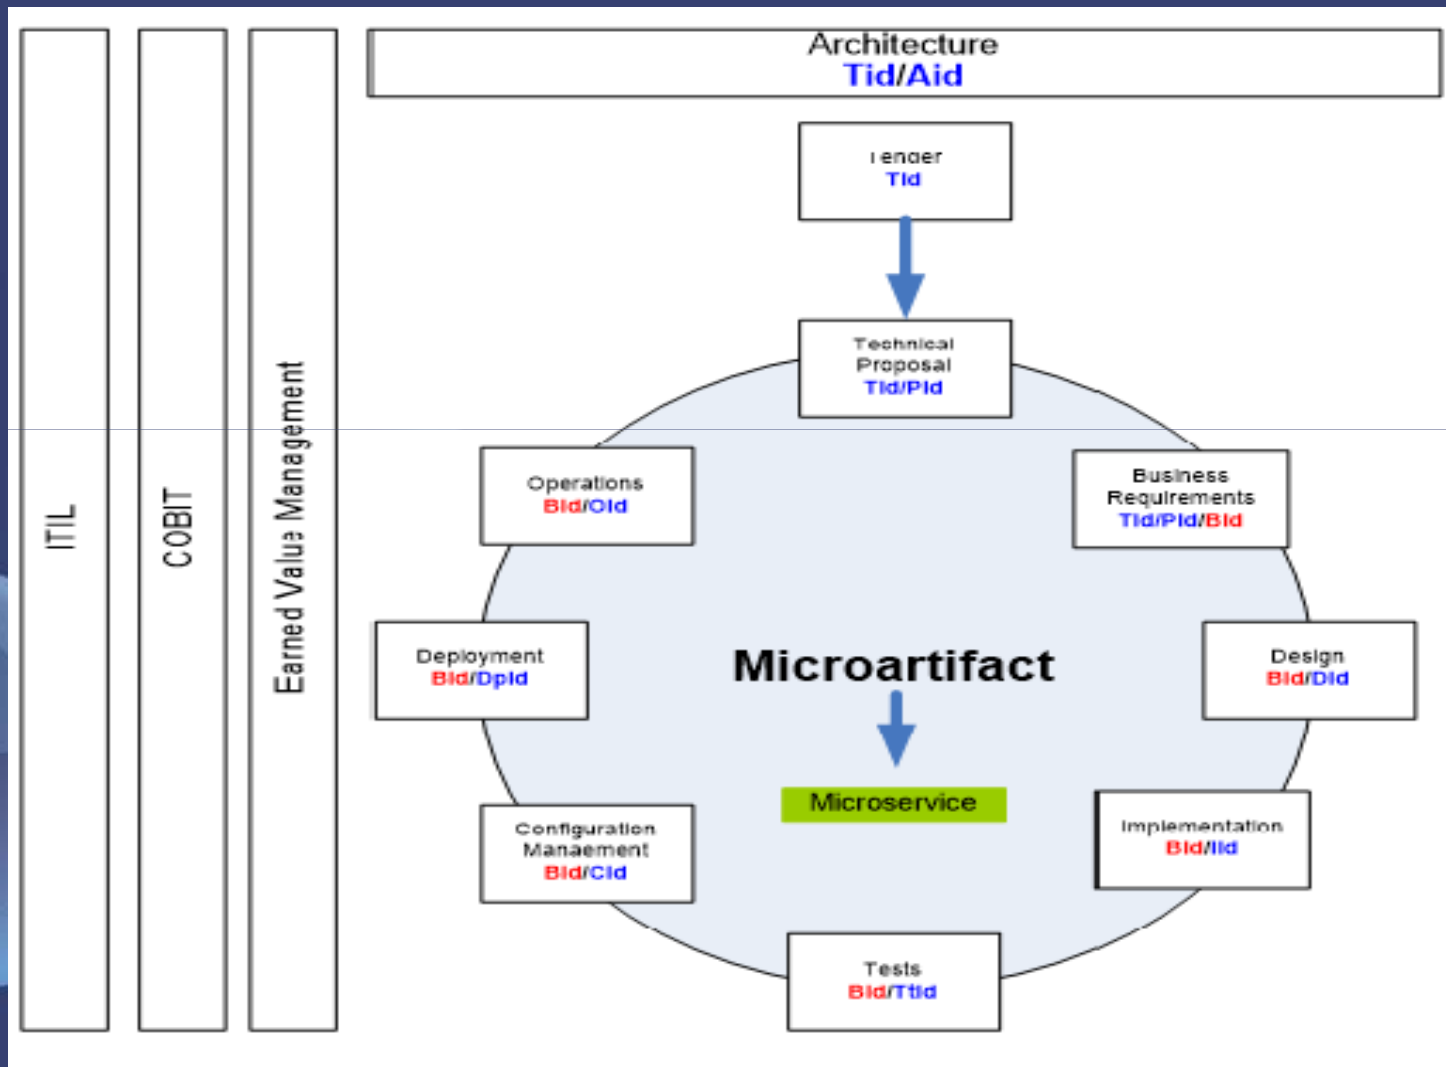 ITIL
COBIT
Earned Value Management
Architecture
Tid/Aid
Tender
TId
Technical
Proposal
TId/PId
Operations
BId/OId
Business
Requirements
TId/PId/BId
Deployment
BId/DpId
Microartifact
Design
BId/DId
Microservice
Configuration
Manaement
BId/CId
Implementation
BId/IId
Tests
BId/TtId